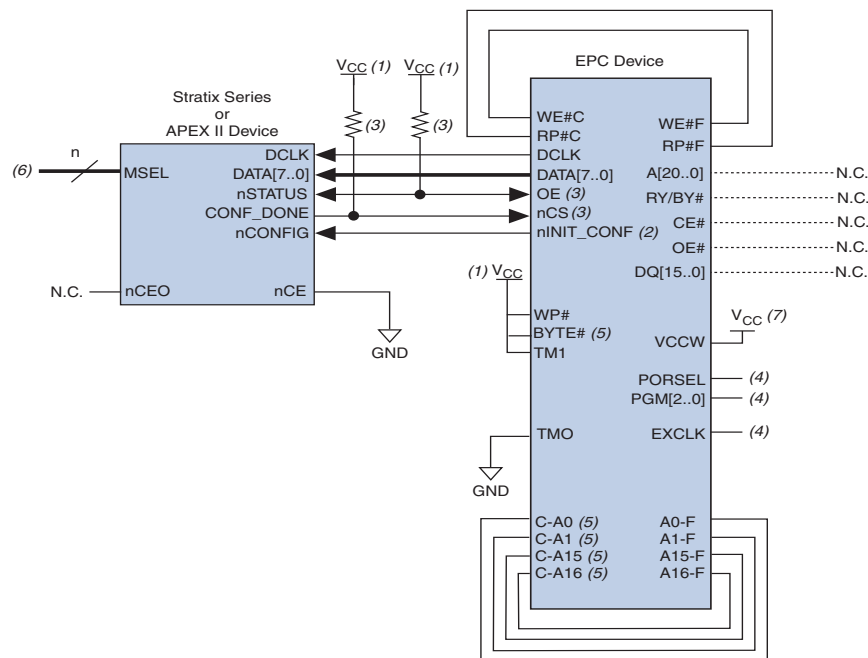 VCC (1)
VCC (1)
EPC Device
Stratix Series
or
APEX II Device
(3)
(3)
n
(6)
MSEL
DCLK
DATA[7..0]
nSTATUS
CONF_DONE
nCONFIG
N.C.
nCEO
nCE
GND
WE#C
RP#C
DCLK
DATA[7..0]
OE (3)
nCS (3)
nINIT_CONF (2)
(1) VCC
WP#
BYTE# (5)
TM1
TMO
GND
C-A0 (5)
C-A1 (5)
C-A15 (5)
C-A16 (5)
WE#F
RP#F
A[20..0]
N.C.
RY/BY#
N.C.
CE#
N.C.
OE#
N.C.
DQ[15..0]
N.C.
VCC (7)
VCCW
PORSEL
(4)
PGM[2..0]
(4)
EXCLK
(4)
A0-F
A1-F
A15-F
A16-F